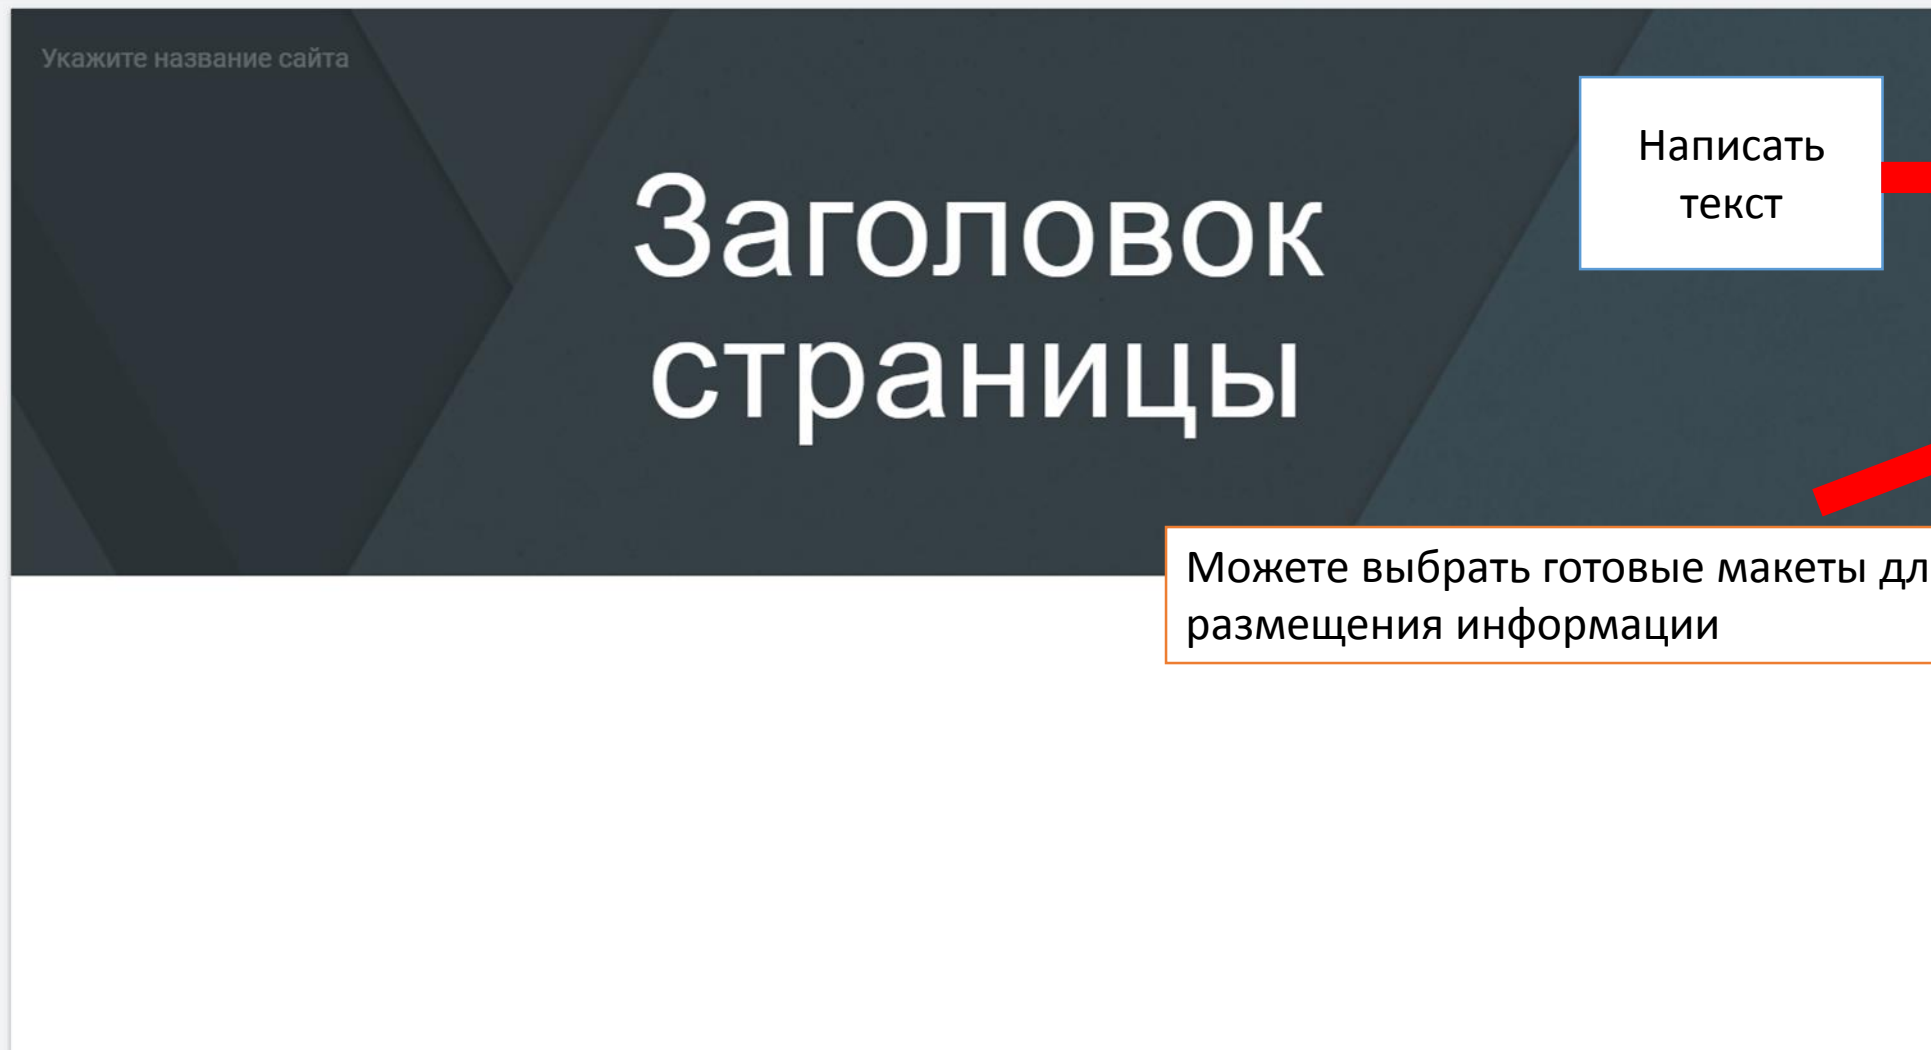 Укажите название сайта
Написать
текст
Заголовок
страницы
Можете выбрать готовые макеты дл
размещения информации